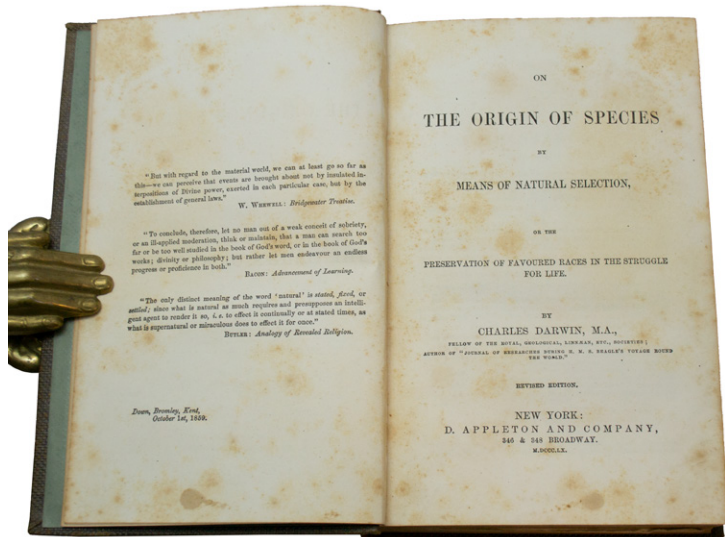 "But with regard to the material world, we can at least go so far as
this—we can perceive that events are brought about not by insulated in-
terpositions of Divine power, exerted in each particular case, but by the
establishment of general laws."
W. WHEWELL: Bridgewater Treatise.
"To conclude, therefore, let no man out of a weak conceit of sobriety,
or an ill-applied moderation, think or maintain, that a man can search too
far or be too well studied in the book of God's word, or in the book of God's
works; divinity or philosophy; but rather let men endeavour an endless
progress or proficience in both."
BACON: Advancement of Learning.
"The only distinct meaning of the word 'natural' is stated, fixed, or
settled; since what is natural as much requires and presupposes an intelli-
gent agent to render it so, i. e. to effect it continually or at stated times, as
what is supernatural or miraculous does to effect it for once."
BUTLER: Analogy of Revealed Religion.
Down, Bromley, Kent,
October 1st, 1859.
ON
THE ORIGIN OF SPECIES
BY
MEANS OF NATURAL SELECTION,
OR THE
PRESERVATION OF FAVOURED RACES IN THE STRUGGLE
FOR LIFE.
BY
CHARLES DARWIN, M.A.,
FELLOW OF THE ROYAL, GEOLOGICAL, LINNÆAN, ETC., SOCIETIES;
AUTHOR OF "JOURNAL OF RESEARCHES DURING H. M. S. BEAGLE'S VOYAGE ROUND
THE WORLD."
REVISED EDITION.
NEW YORK:
D. APPLETON AND COMPANY,
346 & 348 BROADWAY.
M.DCCC.LX.